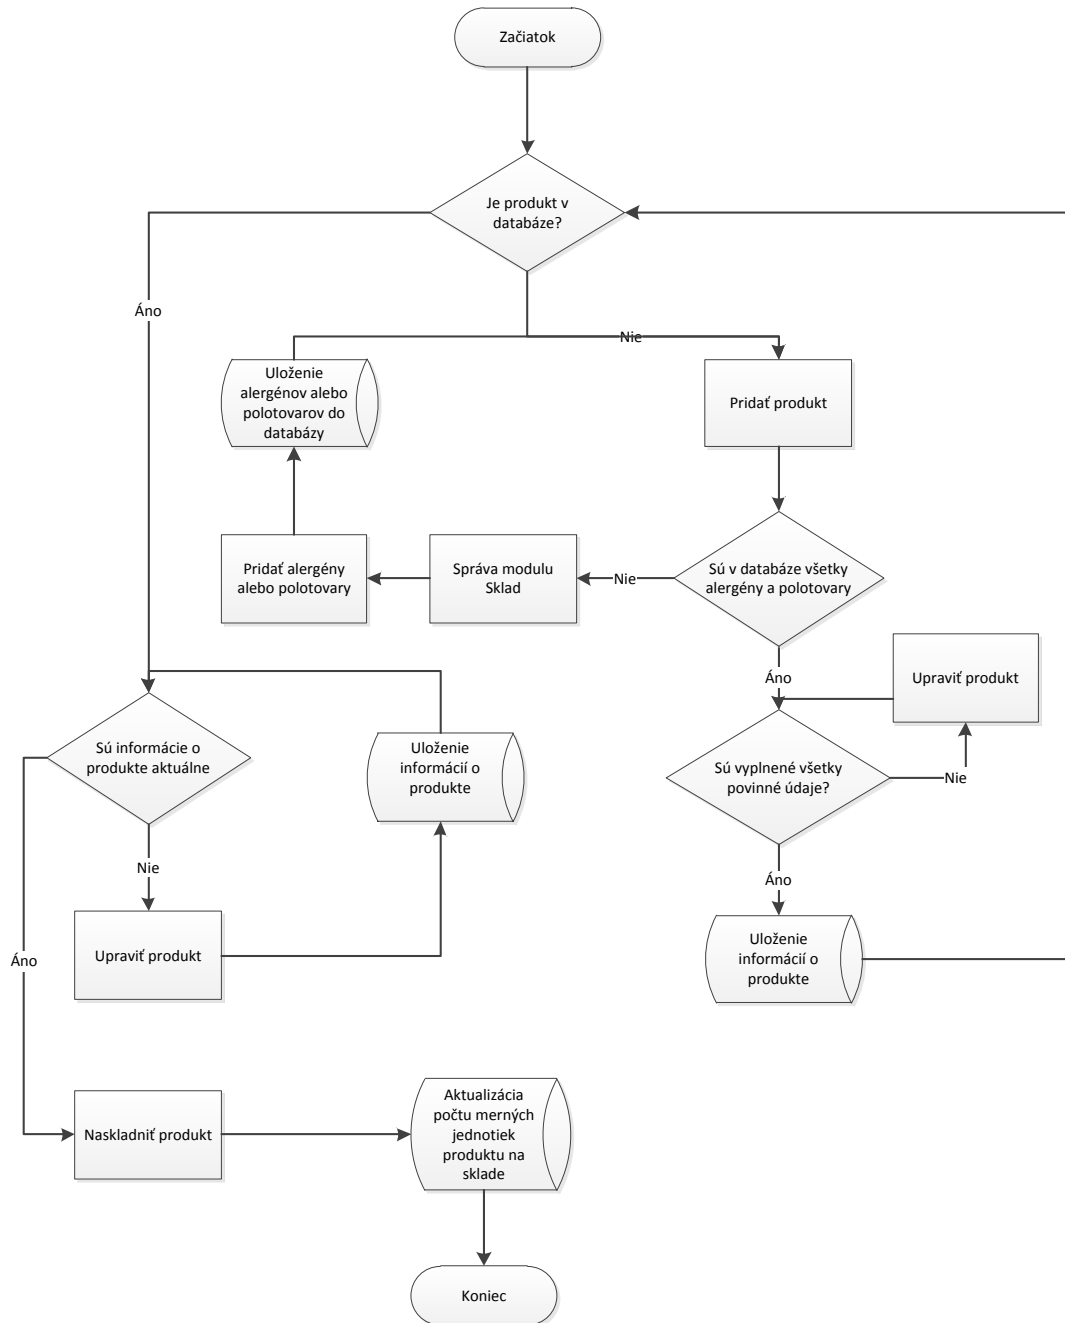 Začiatok
Je produkt v
databáze?
Áno
Nie
Uloženie
alergénov alebo
polotovarov do
databázy
Pridať produkt
Pridať alergény
alebo polotovary
Správa modulu
Sklad
Nie
Sú v databáze všetky
alergény a polotovary
Áno
Upraviť produkt
Sú informácie o
produkte aktuálne
Uloženie
informácií o
produkte
Sú vyplnené všetky
povinné údaje?
Nie
Nie
Áno
Upraviť produkt
Áno
Uloženie
informácií o
produkte
Naskladniť produkt
Aktualizácia
počtu merných
jednotiek
produktu na
sklade
Koniec